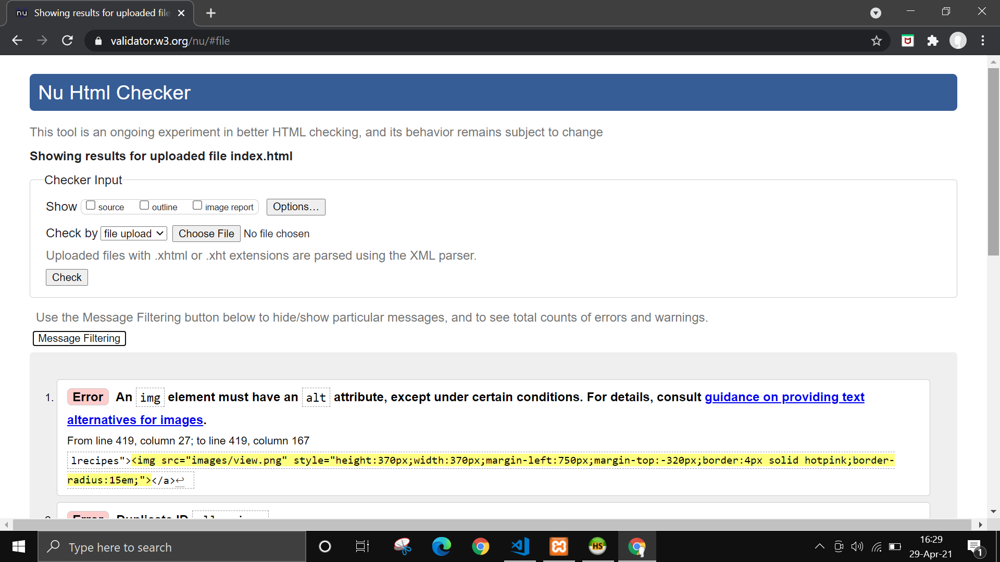 nu Showing results for uploaded file
validator.w3.org/nu/#file
Nu Html Checker
This tool is an ongoing experiment in better HTML checking, and its behavior remains subject to change
Showing results for uploaded file index.html
Checker Input
Show source outline image report Options...
Check by file upload Choose File No file chosen
Uploaded files with .xhtml or .xht extensions are parsed using the XML parser.
Check
Use the Message Filtering button below to hide/show particular messages, and to see total counts of errors and warnings.
Message Filtering
1. Error An img element must have an alt attribute, except under certain conditions. For details, consult guidance on providing text
alternatives for images.
From line 419, column 27; to line 419, column 167
lrecipes"><img src="images/view.png" style="height:370px;width:370px;margin-left:750px;margin-top:-320px;border:4px solid hotpink;border-
radius:15em;"></a>↩
Error Duplicate ID
Type here to search
HS
16:29
29-Apr-21
1